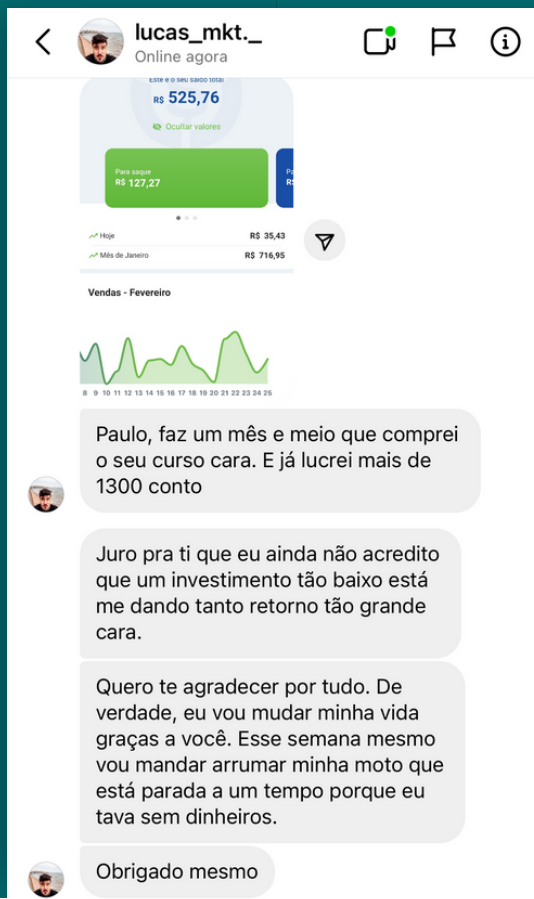 lucas_mkt._
Online agora
Este é o seu saldo total
R$ 525,76
Ocultar valores
Para saque
R$ 127,27
Hoje R$ 35,43
Mês de Janeiro R$ 716,95
Vendas - Fevereiro
8 9 10 11 12 13 14 15 16 17 18 19 20 21 22 23 24 25
Paulo, faz um mês e meio que comprei
o seu curso cara. E já lucrei mais de
1300 conto
Juro pra ti que eu ainda não acredito
que um investimento tão baixo está
me dando tanto retorno tão grande
cara.
Quero te agradecer por tudo. De
verdade, eu vou mudar minha vida
graças a você. Esse semana mesmo
vou mandar arrumar minha moto que
está parada a um tempo porque eu
tava sem dinheiros.
Obrigado mesmo